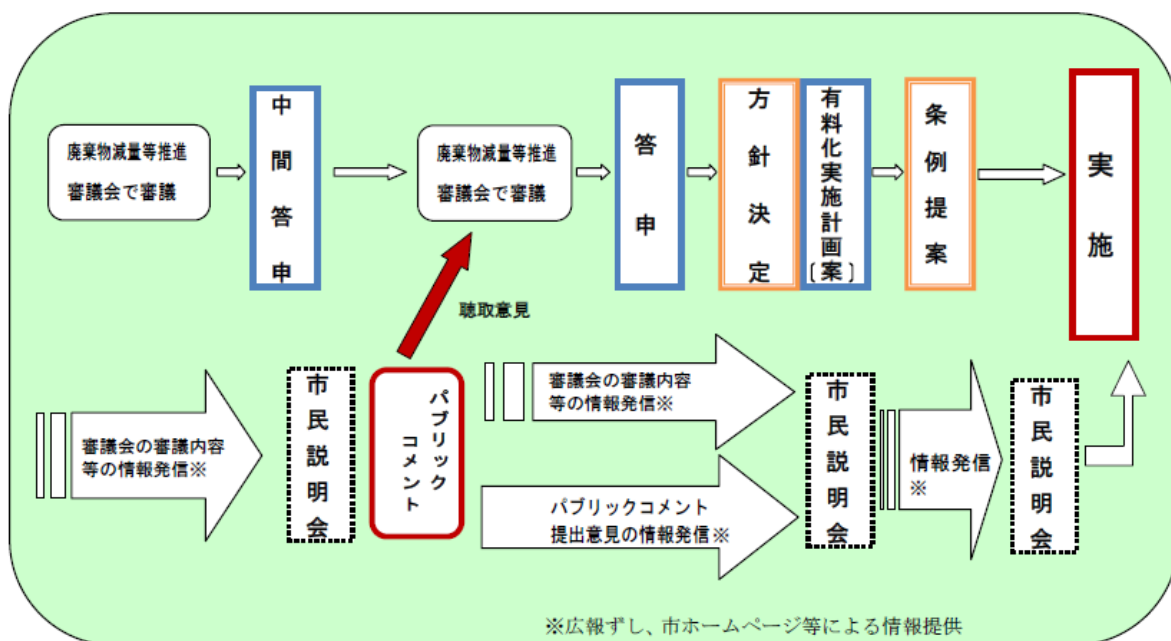 廃棄物減量等推進
審議会で審議
中間答申
廃棄物減量等推進
審議会で審議
答申
方針決定
有料化実施計画(案)
条例提案
実施
聴取意見
審議会の審議内容
等の情報発信※
市民説明会
パブリック
コメント
審議会の審議内容
等の情報発信※
パブリックコメント
提出意見の情報発信※
市民説明会
情報発信
※
市民説明会
※広報ずし、市ホームページ等による情報提供